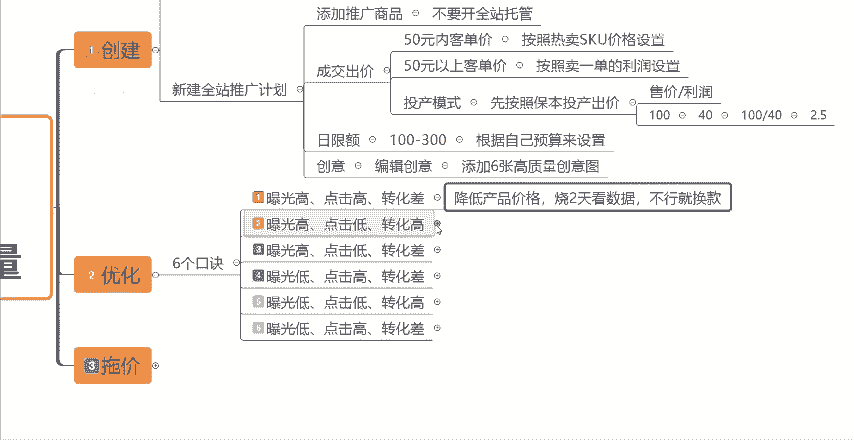 添加推广商品 不要开全站托管
50元内客单价 按照热卖SKU价格设置
1 创建
成交出价 50元以上客单价 按照卖一单的利润设置
新建全站推广计划
售价/利润
投产模式 先按照保本投产出价
100 40 100/40 2.5
日限额 100-300 根据自己预算来设置
创意 编辑创意 添加6张高质量创意图
1 曝光高、点击高、转化差 降低产品价格，烧2天看数据，不行就换款
2 曝光高、点击低、转化高
3 曝光高、点击低、转化差
量
2 优化 6个口诀
4 曝光低、点击高、转化高
5 曝光低、点击低、转化高
6 曝光低、点击高、转化差
3 拖价